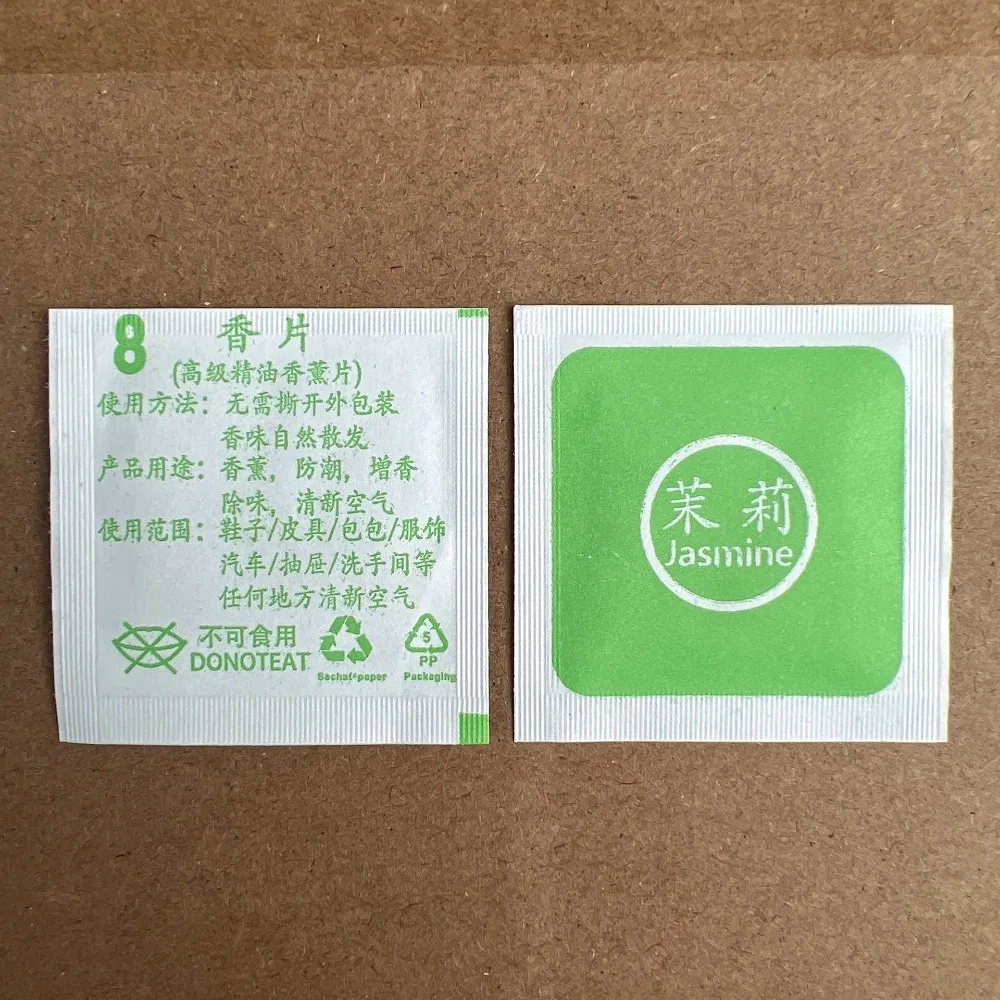 8 香片
(高级精油香薰片)
使用方法：无需撕开外包装
香味自然散发
产品用途：香薰，防潮，增香
除味，清新空气
使用范围：鞋子/皮具/包包/服饰
汽车/抽屉/洗手间等
任何地方清新空气
不可食用
DONOTEAT
5
PP
Sachaf+paper
Packaging
茉莉
Jasmine